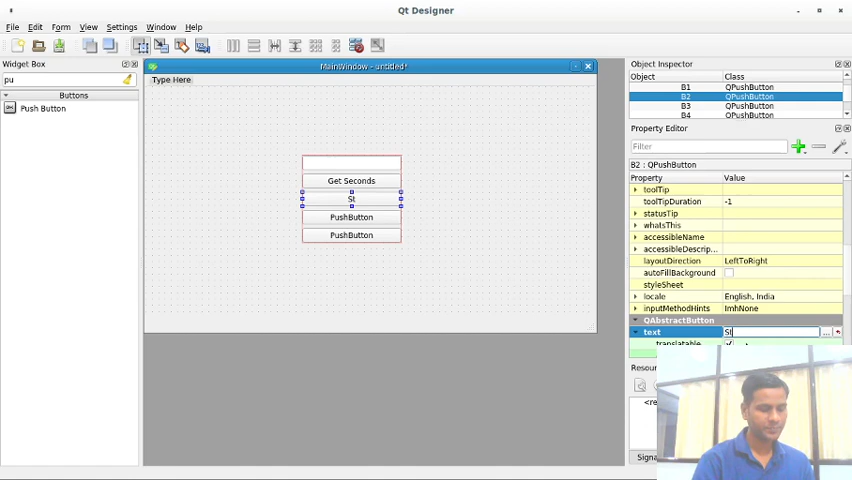 Qt Designer
File Edit Form View Settings Window Help
Widget Box
pu
Buttons
Push Button
MainWindow - untitled*
Type Here
Get Seconds
St
PushButton
PushButton
Object Inspector
Object Class
B1 QPushButton
B2 QPushButton
B3 QPushButton
B4 QPushButton
Property Editor
Filter
B2 : QPushButton
Property Value
toolTip
toolTipDuration -1
statusTip
whatsThis
accessibleName
accessibleDescrip...
layoutDirection LeftToRight
autoFillBackground
styleSheet
locale English, India
inputMethodHints ImhNone
QAbstractButton
text St ...
translatable
Resou
<re
Signa